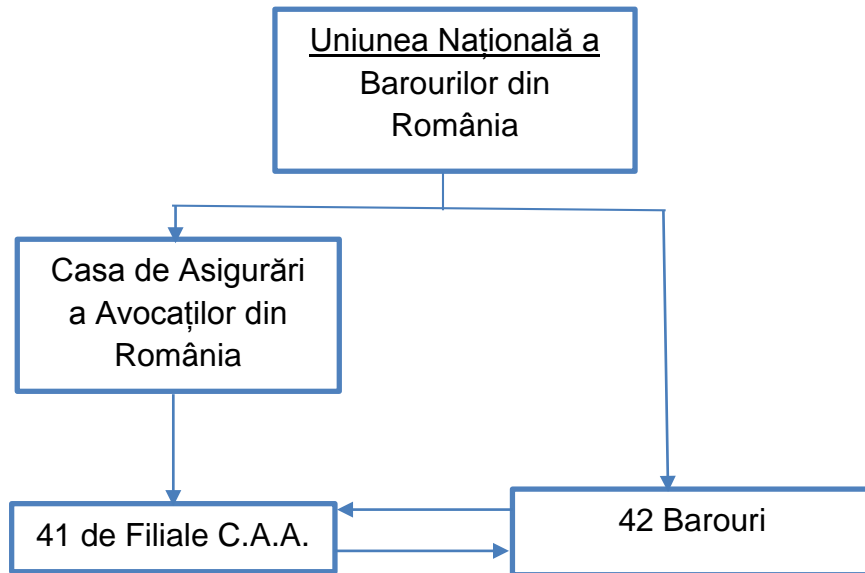 Uniunea Națională a
Barourilor din
România
Casa de Asigurări
a Avocaților din
România
41 de Filiale C.A.A.
42 Barouri